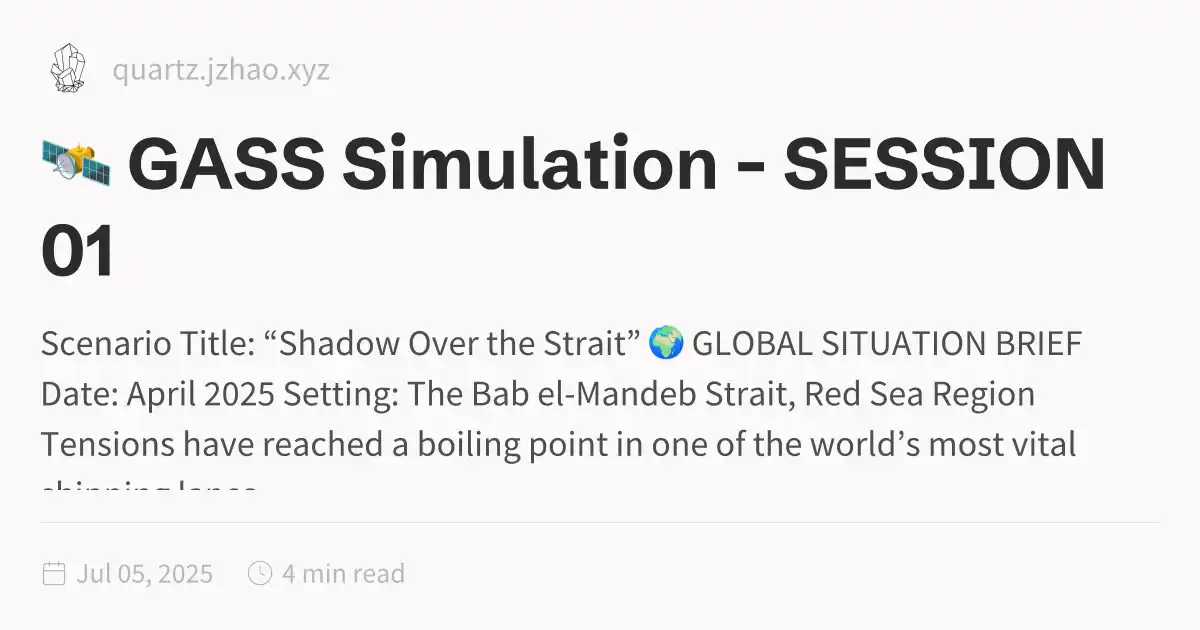 quartz.jzhao.xyz
🛰️ GASS Simulation – SESSION
01
Scenario Title: “Shadow Over the Strait” 🌍 GLOBAL SITUATION BRIEF
Date: April 2025 Setting: The Bab el-Mandeb Strait, Red Sea Region
Tensions have reached a boiling point in one of the world’s most vital
Jul 05, 2025
4 min read